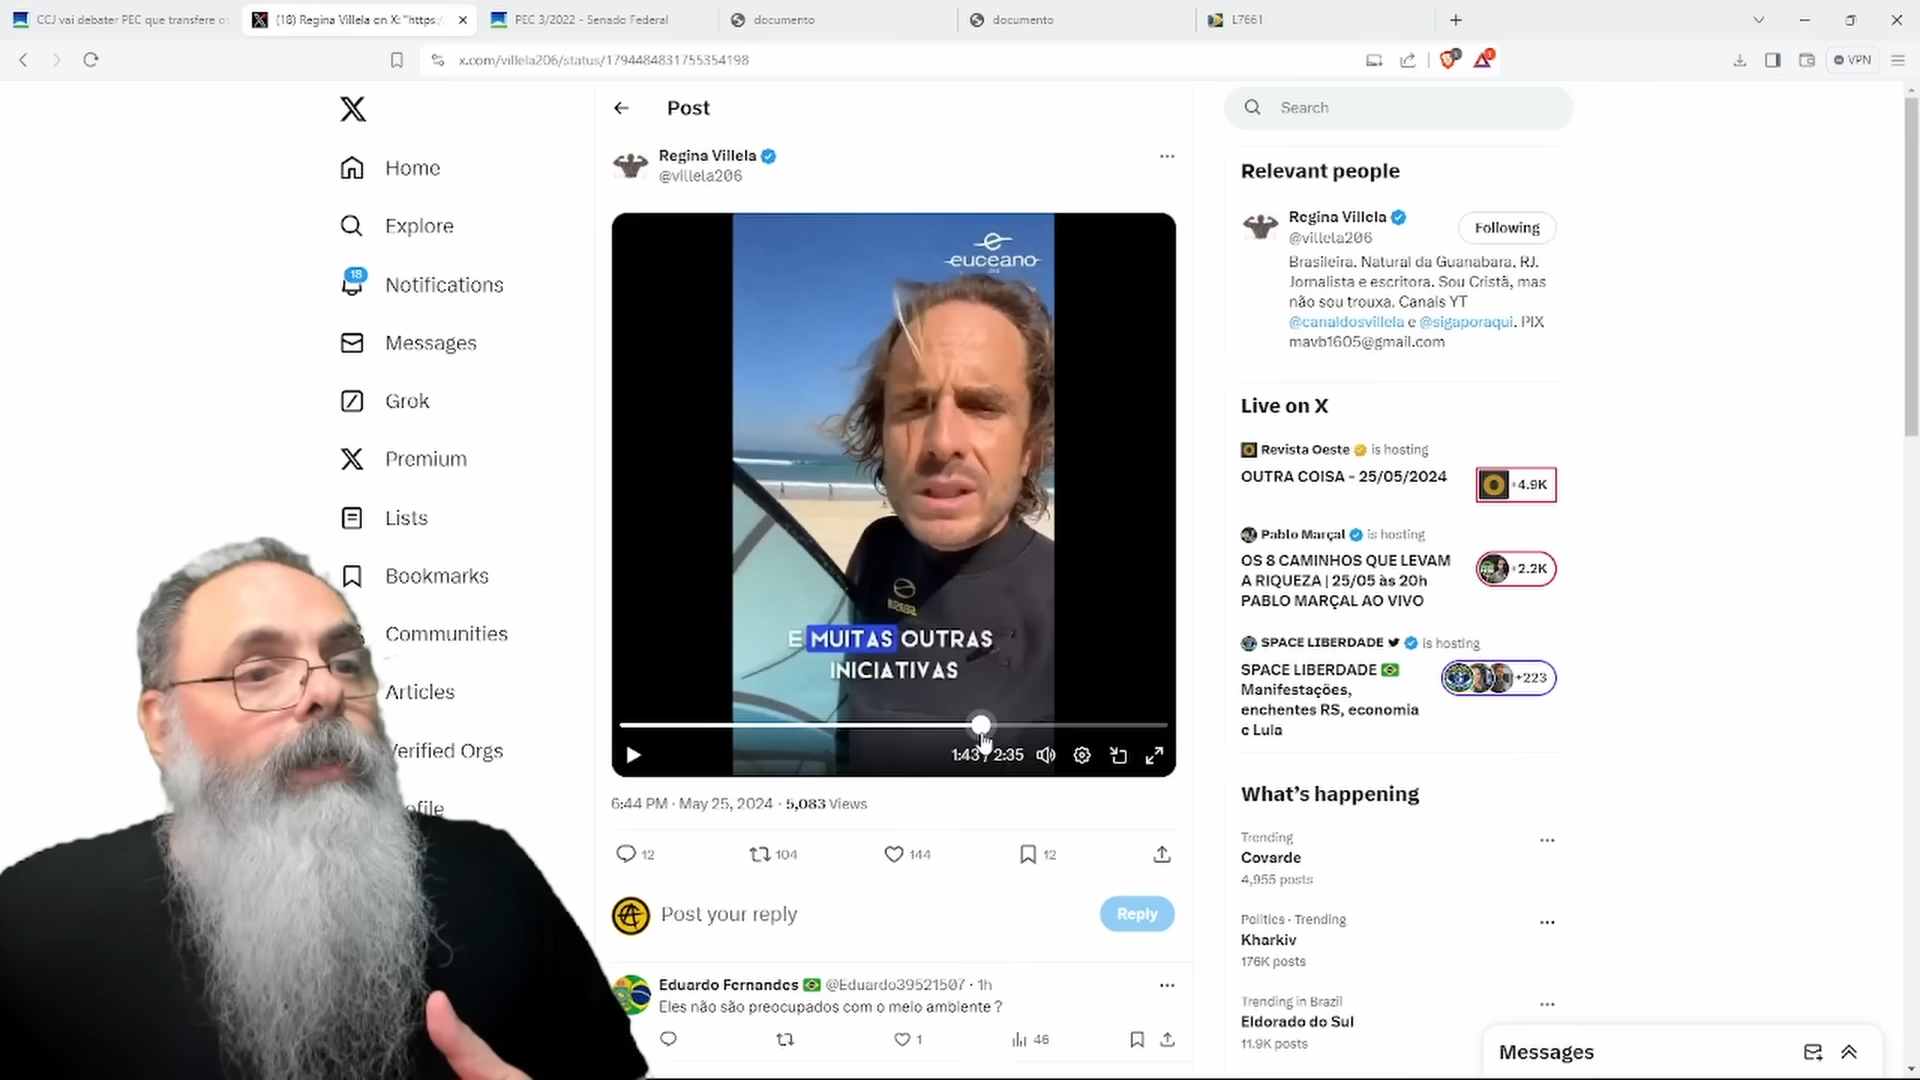 CCJ vai debater PEC que transfere os
(18) Regina Villela on X: "https:/
PEC 3/2022 - Senado Federal
documento
documento
L7661
x.com/villela206/status/1794484831755354198
VPN
Home
Explore
18
Notifications
Messages
Grok
Premium
Lists
Bookmarks
Communities
Articles
Verified Orgs
ofile
Post
Regina Villela
@villela206
euceano
E MUITAS OUTRAS
INICIATIVAS
1:43 / 2:35
6:44 PM · May 25, 2024 · 5,083 Views
12
104
144
12
Post your reply
Reply
Eduardo Fernandes @Eduardo39521507 · 1h
Eles não são preocupados com o meio ambiente ?
1
46
Search
Relevant people
Regina Villela
@villela206
Following
Brasileira. Natural da Guanabara, RJ.
Jornalista e escritora. Sou Cristã, mas
não sou trouxa. Canais YT
@canaldosvillela e @sigaporaqui. PIX
mavb1605@gmail.com
Live on X
Revista Oeste is hosting
OUTRA COISA - 25/05/2024
+4.9K
Pablo Marçal is hosting
OS 8 CAMINHOS QUE LEVAM
A RIQUEZA | 25/05 às 20h
PABLO MARÇAL AO VIVO
+2.2K
SPACE LIBERDADE is hosting
SPACE LIBERDADE
Manifestações,
enchentes RS, economia
e Lula
+223
What's happening
Trending
Covarde
4,955 posts
Politics · Trending
Kharkiv
176K posts
Trending in Brazil
Eldorado do Sul
11.9K posts
Messages